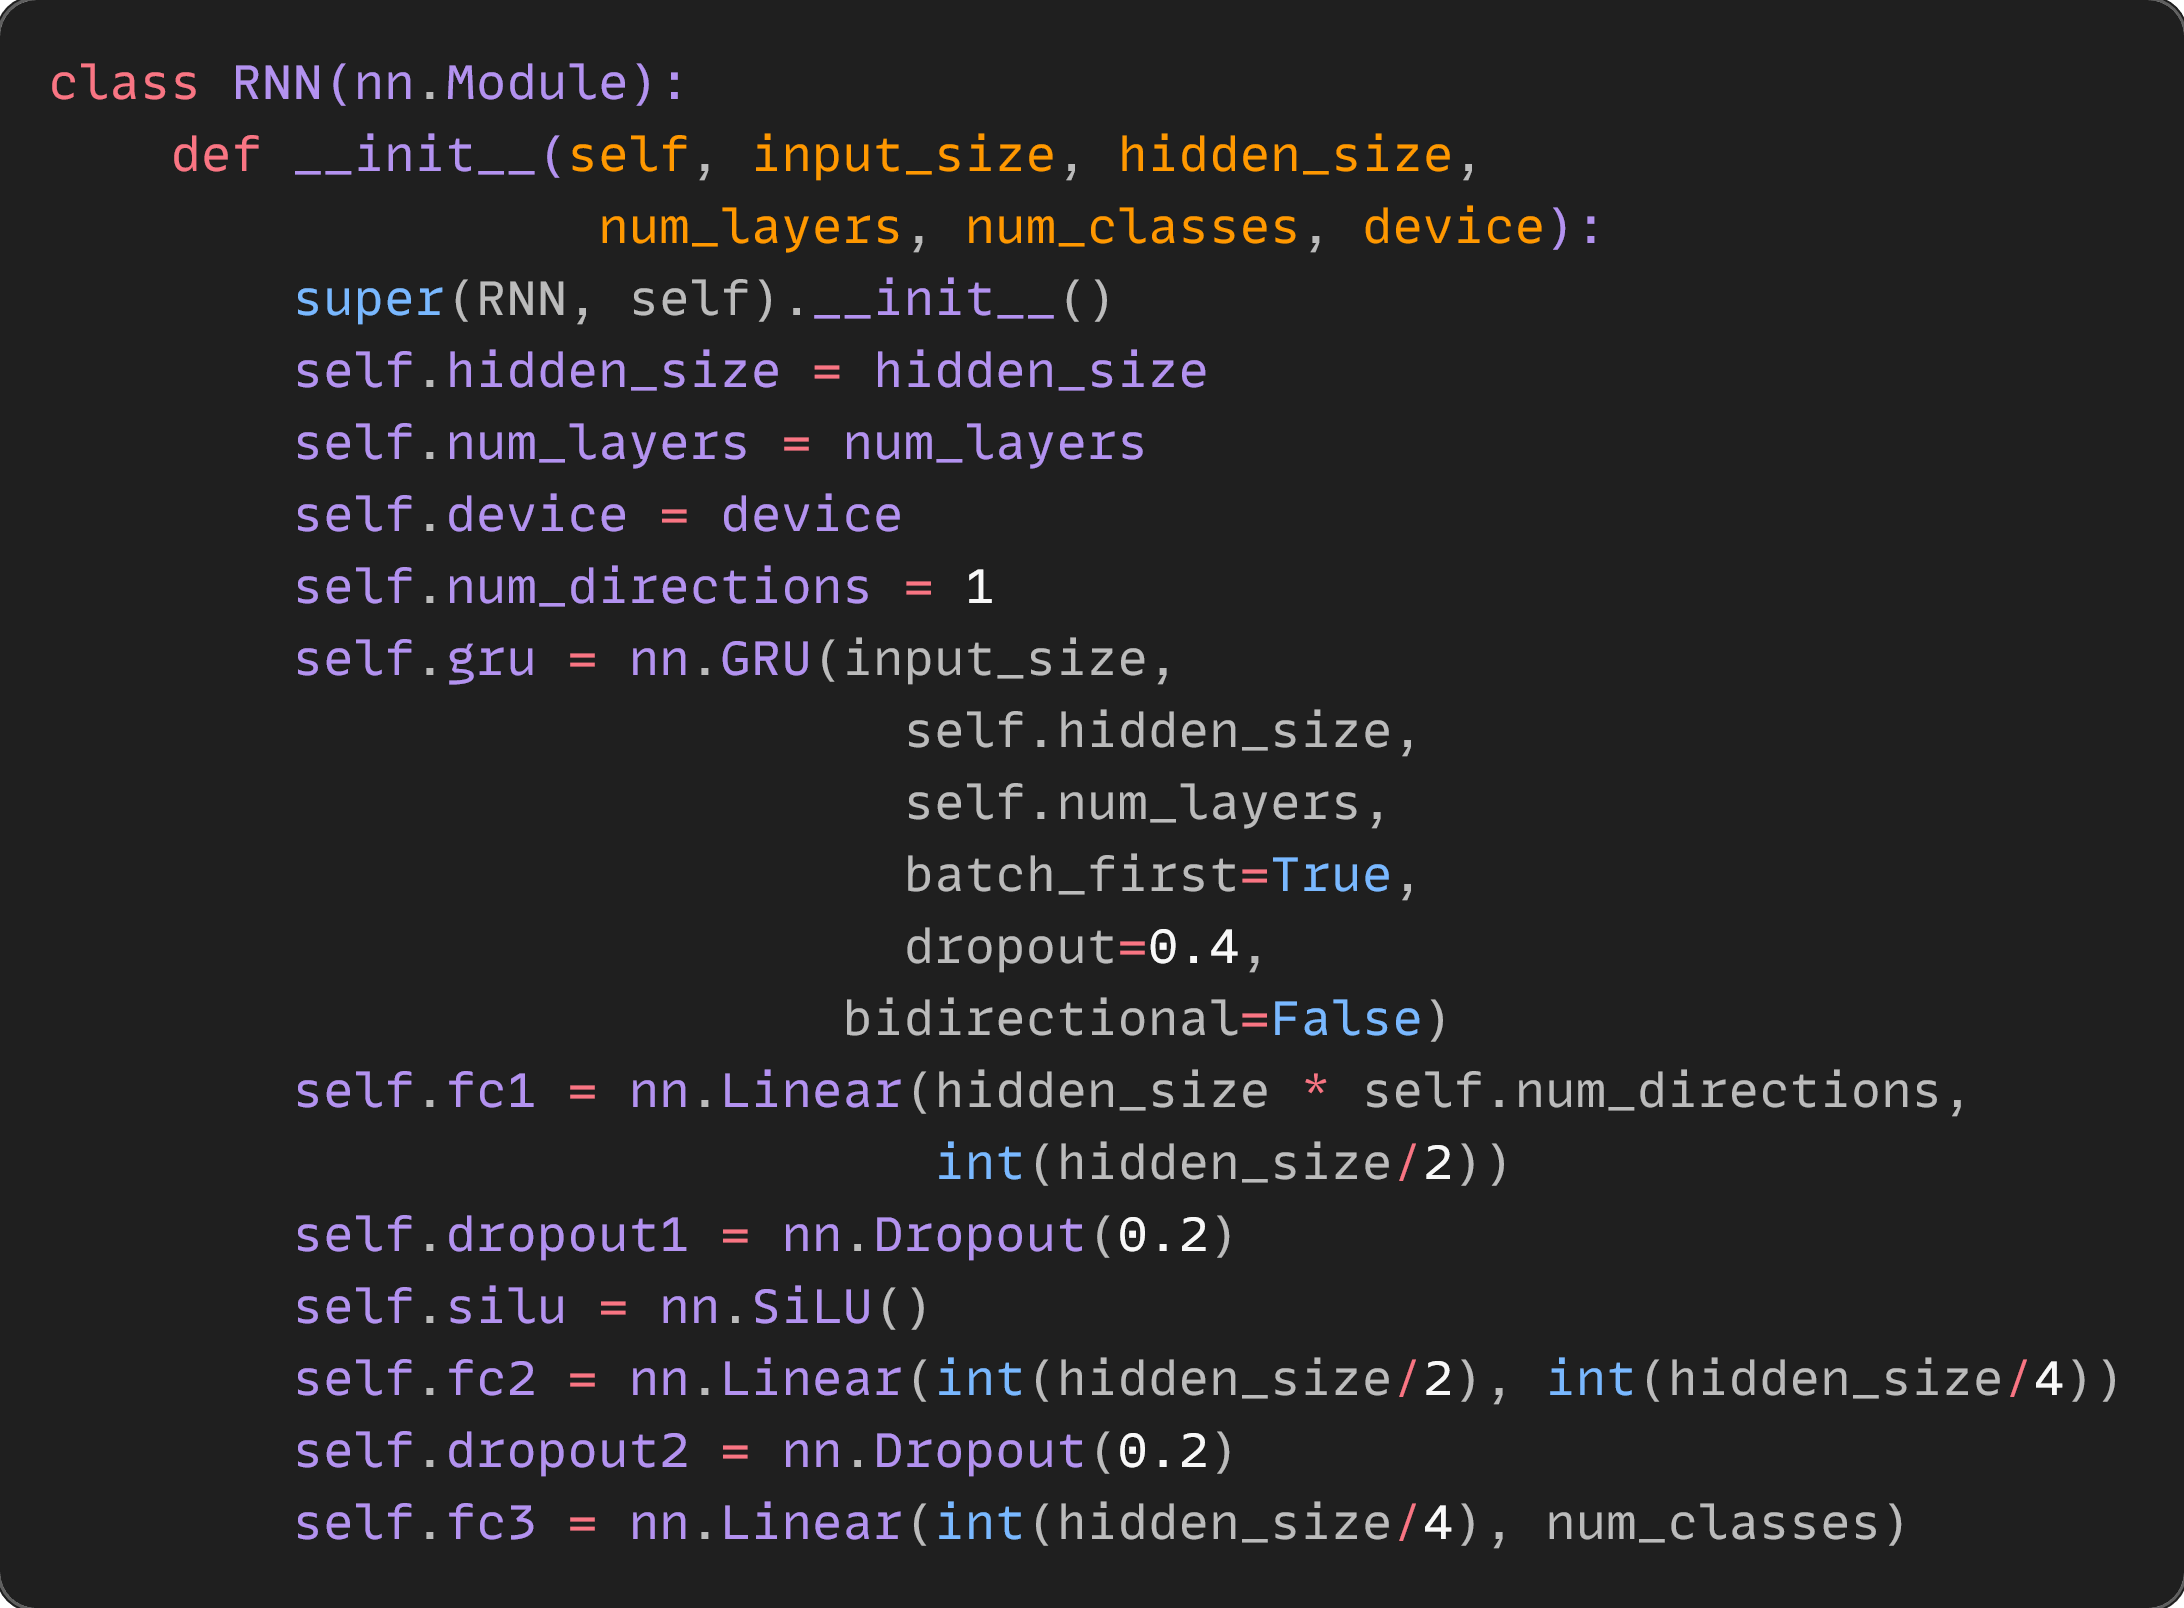 class RNN(nn.Module):
    def __init__(self, input_size, hidden_size,
                  num_layers, num_classes, device):
        super(RNN, self).__init__()
        self.hidden_size = hidden_size
        self.num_layers = num_layers
        self.device = device
        self.num_directions = 1
        self.gru = nn.GRU(input_size,
                            self.hidden_size,
                            self.num_layers,
                            batch_first=True,
                            dropout=0.4,
                          bidirectional=False)
        self.fc1 = nn.Linear(hidden_size * self.num_directions,
                             int(hidden_size/2))
        self.dropout1 = nn.Dropout(0.2)
        self.silu = nn.SiLU()
        self.fc2 = nn.Linear(int(hidden_size/2), int(hidden_size/4))
        self.dropout2 = nn.Dropout(0.2)
        self.fc3 = nn.Linear(int(hidden_size/4), num_classes)